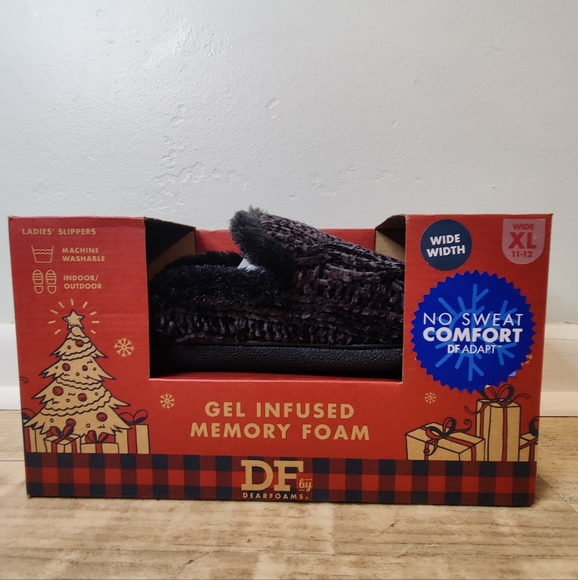 LADIES' SLIPPERS
MACHINE
WASHABLE
INDOOR/
OUTDOOR
WIDE
WIDTH
WIDE
XL
11-12
NO SWEAT
COMFORT
DF ADAPT™
GEL INFUSED
MEMORY FOAM
DF by
DEARFOAMS®